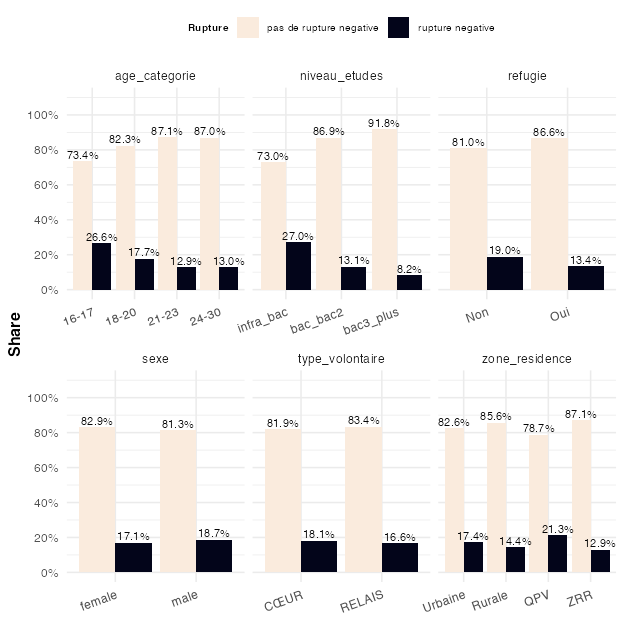 Rupture pas de rupture negative rupture negative
age_categorie niveau_etudes refugie
100%
80%
60%
40%
20%
0%
73.4% 82.3% 87.1% 87.0%
26.6% 17.7% 12.9% 13.0%
16-17 18-20 21-23 24-30
73.0% 86.9% 91.8%
27.0% 13.1% 8.2%
infra_bac bac_bac2 bac3_plus
81.0% 86.6%
19.0% 13.4%
Non Oui
Share
sexe type_volontaire zone_residence
100%
80%
60%
40%
20%
0%
82.9% 81.3%
17.1% 18.7%
female male
81.9% 83.4%
18.1% 16.6%
CŒUR RELAIS
82.6% 85.6% 78.7% 87.1%
17.4% 14.4% 21.3% 12.9%
Urbaine Rurale QPV ZRR